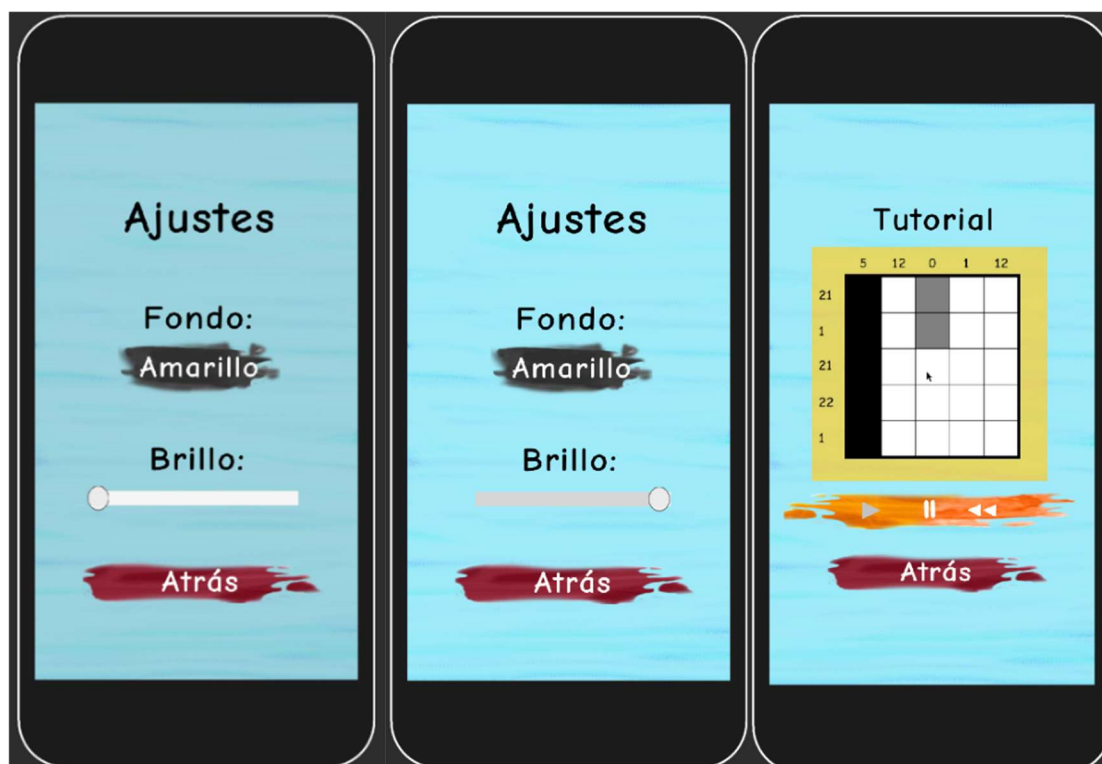 Ajustes
Fondo:
Amarillo
Brillo:
Atrás
Ajustes
Fondo:
Amarillo
Brillo:
Atrás
Tutorial
5 12 0 1 12
21
1
21
22
1
Atrás